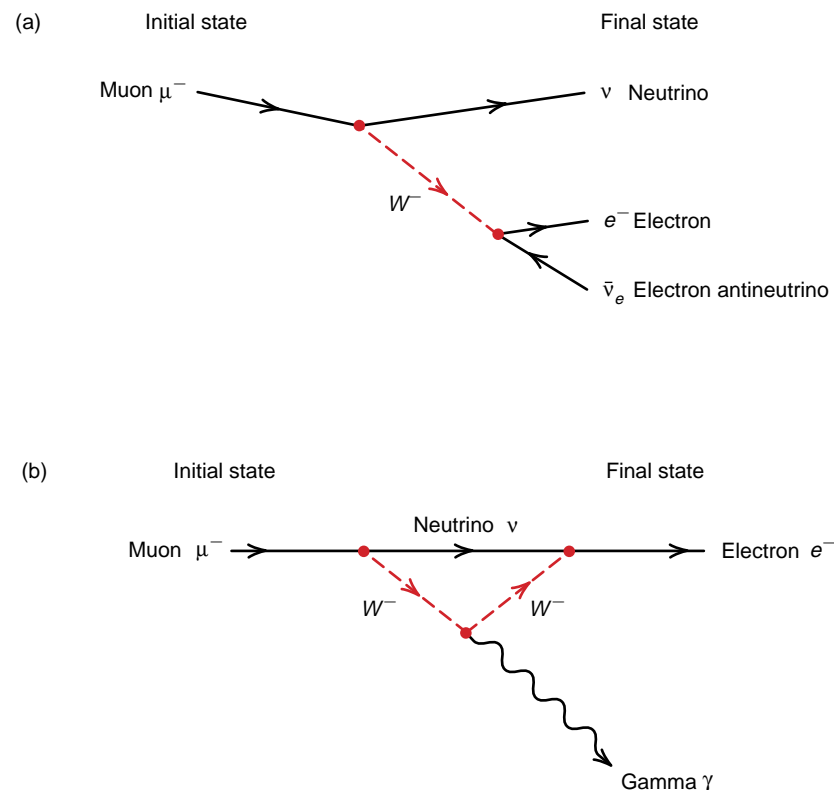 (a) Initial state Final state
Muon μ− ν Neutrino
W−
e− Electron
ν̄e Electron antineutrino
(b) Initial state Final state
Neutrino ν
Muon μ− Electron e−
W− W−
Gamma γ